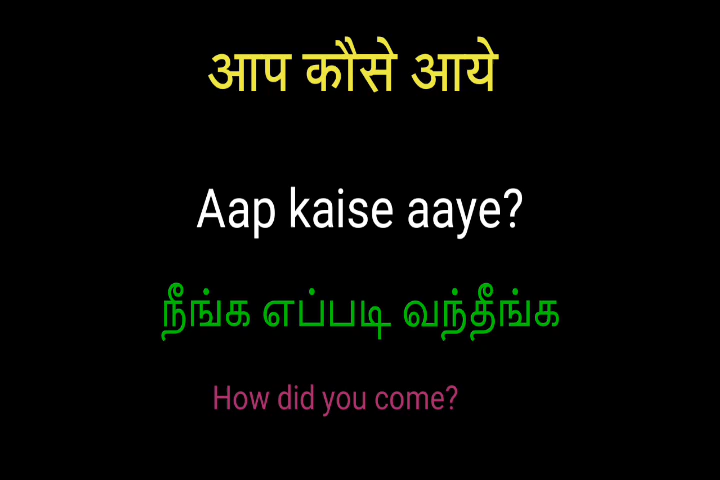 आप कौसे आये
Aap kaise aaye?
நீங்க எப்படி வந்தீங்க
How did you come?